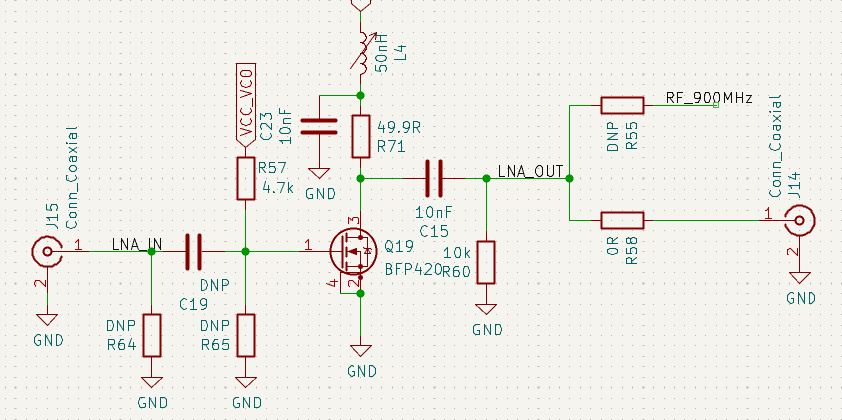 50nH
L4
VCC_VCO
C23
10nF
GND
49.9R
R71
R57
4.7k
RF_900MHz
DNP
R55
Conn_Coaxial
J14
1
2
GND
LNA_OUT
10nF
C15
10k
R60
GND
0R
R58
Conn_Coaxial
J15
1
2
GND
LNA_IN
DNP
C19
DNP
R64
GND
DNP
R65
GND
1
3
4
2
Q19
BFP420
GND